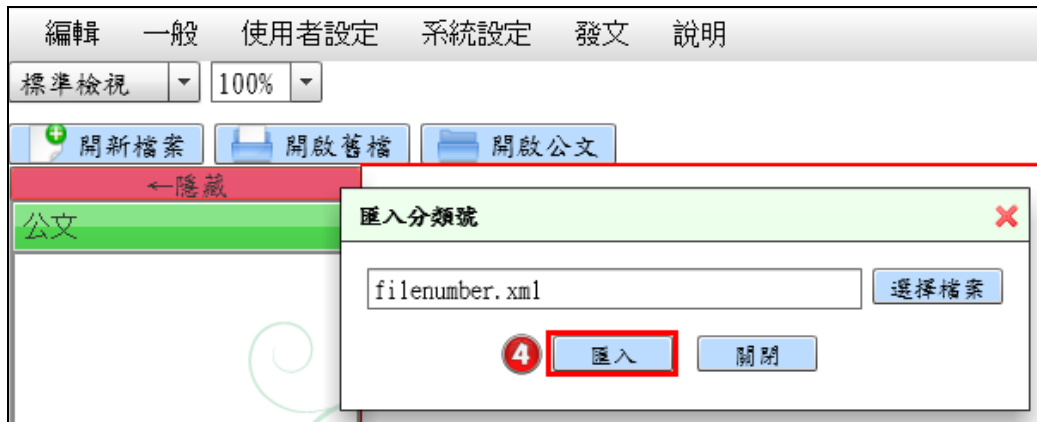 編輯 一般 使用者設定 系統設定 發文 說明
標準檢視 100%
開新檔案 開啟舊檔 開啟公文
←隱藏
公文
匯入分類號
filenumber.xml 選擇檔案
4 匯入 關閉